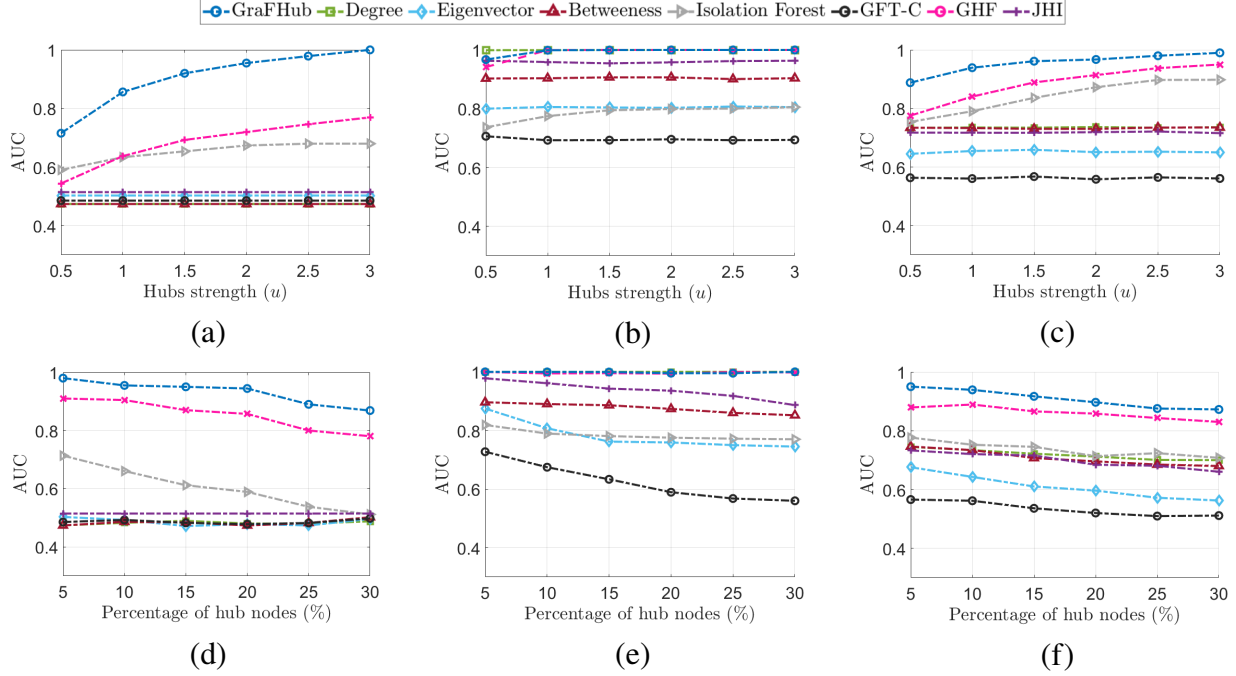 GraFHub Degree Eigenvector Betweeness Isolation Forest GFT-C GHF JHI
1
0.8
0.6
0.4
AUC
0.5 1 1.5 2 2.5 3
Hubs strength (u)
(a)
1
0.8
0.6
0.4
AUC
0.5 1 1.5 2 2.5 3
Hubs strength (u)
(b)
1
0.8
0.6
0.4
AUC
0.5 1 1.5 2 2.5 3
Hubs strength (u)
(c)
1
0.8
0.6
0.4
AUC
5 10 15 20 25 30
Percentage of hub nodes (%)
(d)
1
0.8
0.6
0.4
AUC
5 10 15 20 25 30
Percentage of hub nodes (%)
(e)
1
0.8
0.6
0.4
AUC
5 10 15 20 25 30
Percentage of hub nodes (%)
(f)